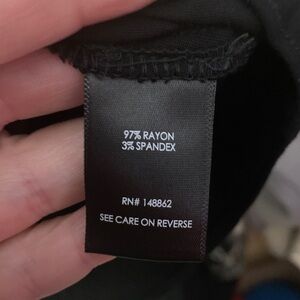 97% RAYON
3% SPANDEX
RN# 148862
SEE CARE ON REVERSE